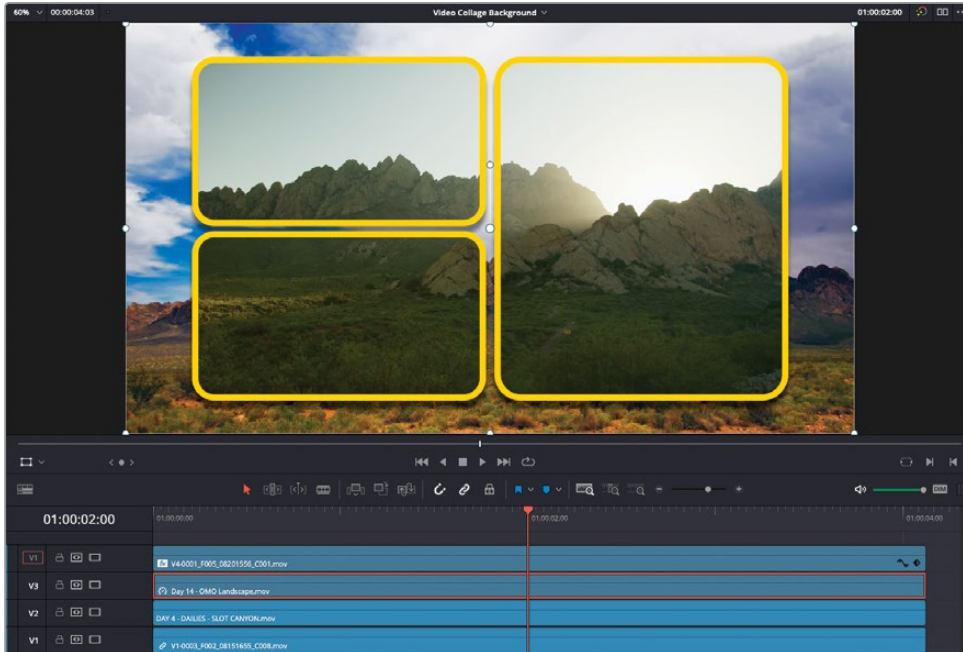 60% 00:00:04:03 Video Collage Background 01:00:02:00
DIM
01:00:02:00 01:00:00:00 01:00:02:00 01:00:04:00
V1 V4-0001_F005_08201556_C001.mov
V3 Day 14 - OMO Landscape.mov
V2 DAY 4 - DAILIES - SLOT CANYON.mov
V1 V1-0003_F002_08151655_C008.mov